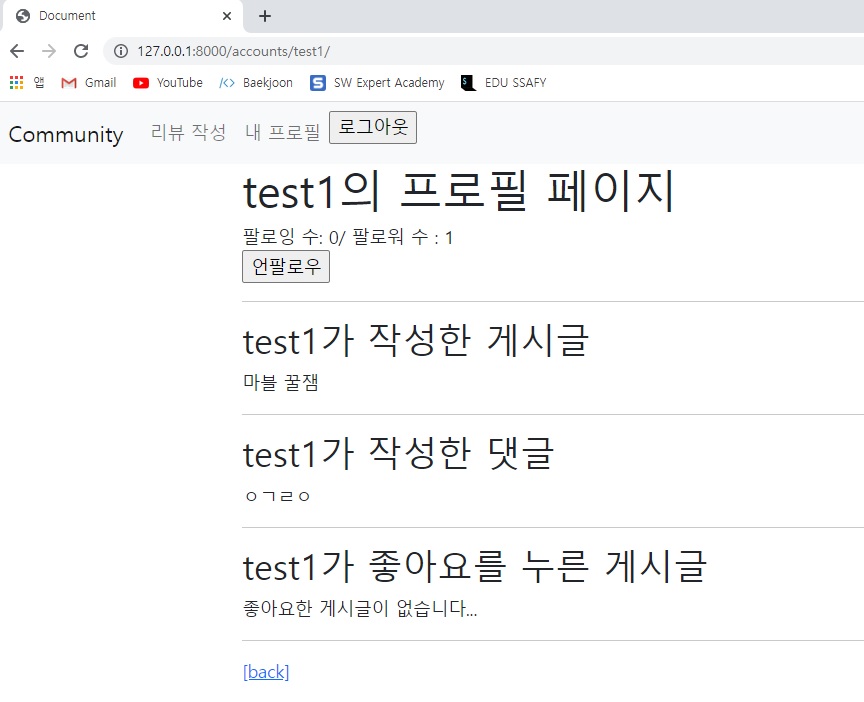 Document
127.0.0.1:8000/accounts/test1/
앱 Gmail YouTube Baekjoon SW Expert Academy EDU SSAFY
Community 리뷰 작성 내 프로필 로그아웃
test1의 프로필 페이지
팔로잉 수: 0/ 팔로워 수 : 1
언팔로우
test1가 작성한 게시글
마블 꿀잼
test1가 작성한 댓글
ㅇㄱㄹㅇ
test1가 좋아요를 누른 게시글
좋아요한 게시글이 없습니다...
[back]